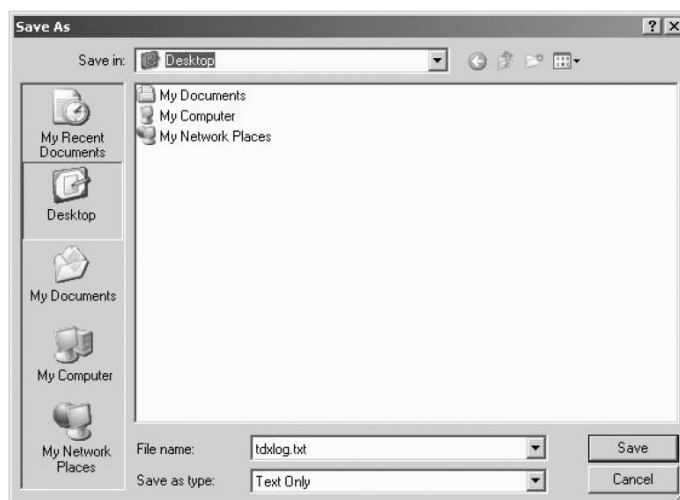 Save As
Save in: Desktop
My Documents
My Computer
My Network Places
My Recent
Documents
Desktop
My Documents
My Computer
My Network
Places
File name: tdxlog.txt Save
Save as type: Text Only Cancel